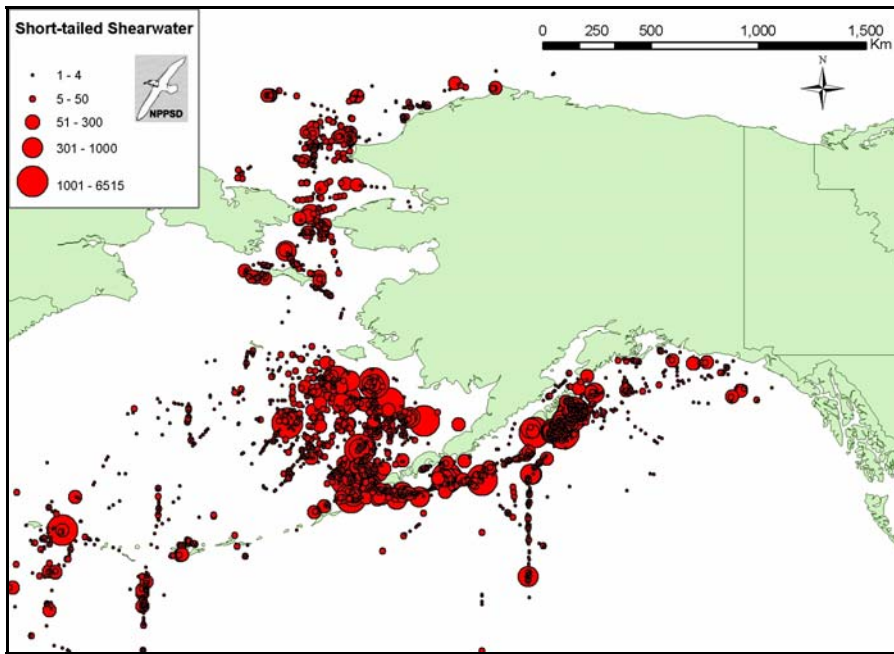 Short-tailed Shearwater
NPPSD
1 - 4
5 - 50
51 - 300
301 - 1000
1001 - 6515
0 250 500 1,000 1,500
Km
N